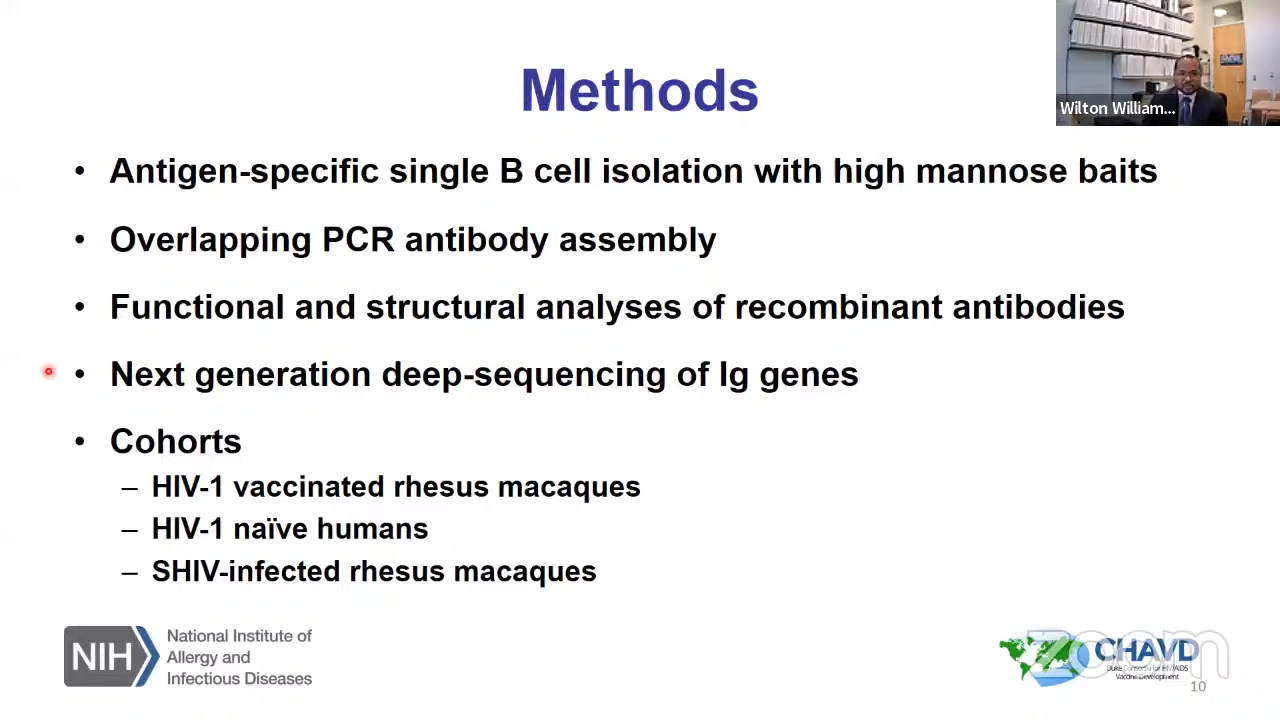 Wilton William...
Methods
• Antigen-specific single B cell isolation with high mannose baits
• Overlapping PCR antibody assembly
• Functional and structural analyses of recombinant antibodies
• Next generation deep-sequencing of Ig genes
• Cohorts
– HIV-1 vaccinated rhesus macaques
– HIV-1 naïve humans
– SHIV-infected rhesus macaques
NIH
National Institute of
Allergy and
Infectious Diseases
CHAVD
Duke Consortium for HIV/AIDS
Vaccine Development
zoom
10